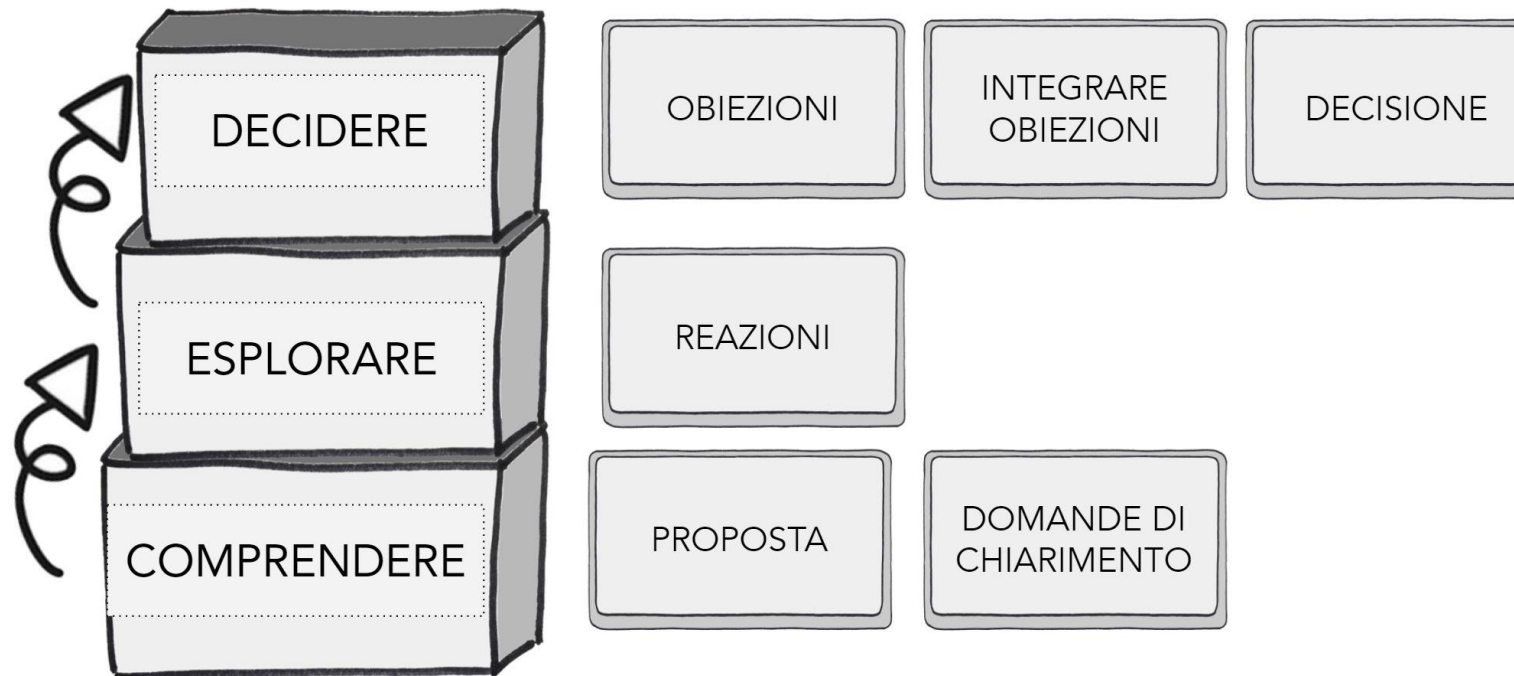 DECIDERE
OBIEZIONI
INTEGRARE
OBIEZIONI
DECISIONE
ESPLORARE
REAZIONI
COMPRENDERE
PROPOSTA
DOMANDE DI
CHIARIMENTO